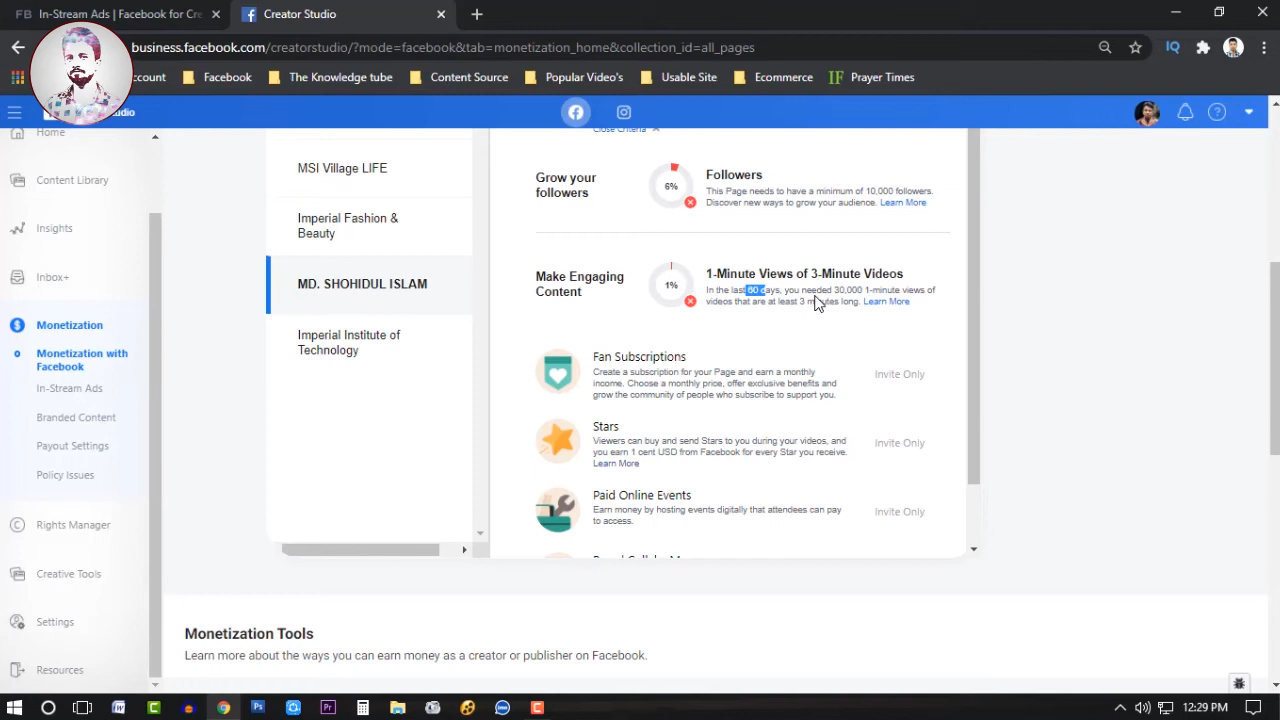 In-Stream Ads | Facebook for Cre
Creator Studio
business.facebook.com/creatorstudio/?mode=facebook&tab=monetization_home&collection_id=all_pages
ount
Facebook
The Knowledge tube
Content Source
Popular Video's
Usable Site
Ecommerce
Prayer Times
Home
Content Library
Insights
Inbox+
Monetization
Monetization with
Facebook
In-Stream Ads
Branded Content
Payout Settings
Policy Issues
Rights Manager
Creative Tools
Settings
Resources
MSI Village LIFE
Imperial Fashion &
Beauty
MD. SHOHIDUL ISLAM
Imperial Institute of
Technology
Close Criteria
Grow your
followers
6%
Followers
This Page needs to have a minimum of 10,000 followers.
Discover new ways to grow your audience. Learn More
Make Engaging
Content
1%
1-Minute Views of 3-Minute Videos
In the last 60 days, you needed 30,000 1-minute views of
videos that are at least 3 minutes long. Learn More
Fan Subscriptions
Create a subscription for your Page and earn a monthly
income. Choose a monthly price, offer exclusive benefits and
grow the community of people who subscribe to support you.
Invite Only
Stars
Viewers can buy and send Stars to you during your videos, and
you earn 1 cent USD from Facebook for every Star you receive.
Learn More
Invite Only
Paid Online Events
Earn money by hosting events digitally that attendees can pay
to access.
Invite Only
Monetization Tools
Learn more about the ways you can earn money as a creator or publisher on Facebook.
12:29 PM